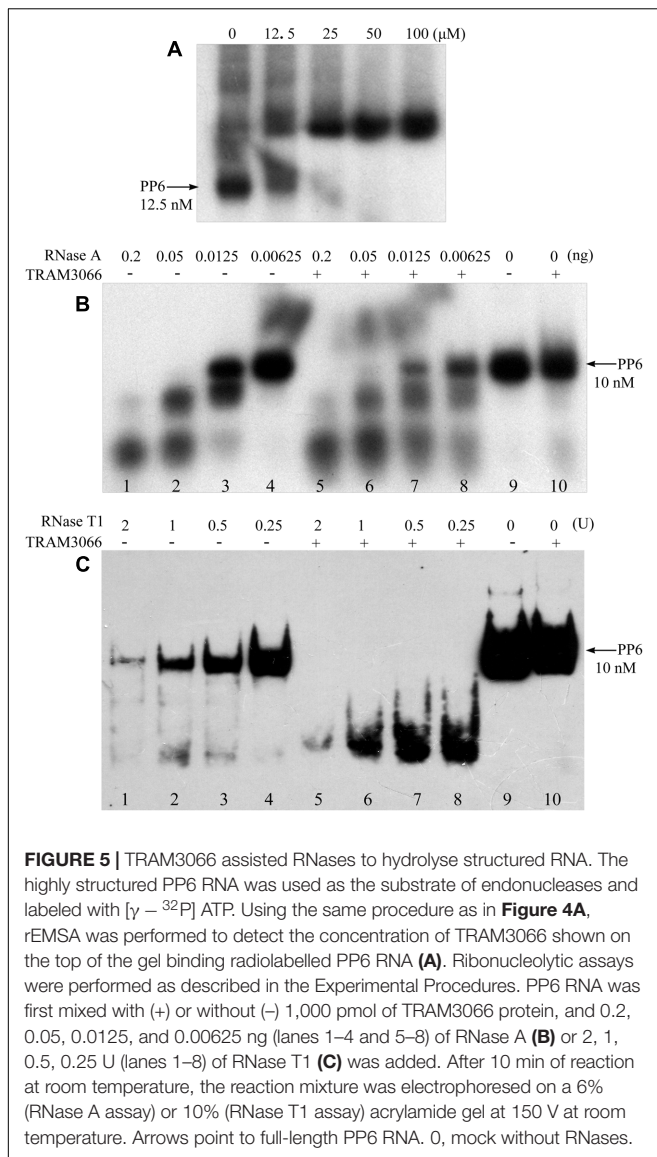 0 12.5 25 50 100 (μM)
A
PP6
12.5 nM
RNase A 0.2 0.05 0.0125 0.00625 0.2 0.05 0.0125 0.00625 0 0 (ng)
TRAM3066 - - - - + + + + - +
B
PP6
10 nM
1 2 3 4 5 6 7 8 9 10
RNase T1 2 1 0.5 0.25 2 1 0.5 0.25 0 0 (U)
TRAM3066 - - - - + + + + - +
C
PP6
10 nM
1 2 3 4 5 6 7 8 9 10
FIGURE 5 | TRAM3066 assisted RNases to hydrolyse structured RNA. The
highly structured PP6 RNA was used as the substrate of endonucleases and
labeled with [γ − ³²P] ATP. Using the same procedure as in Figure 4A,
rEMSA was performed to detect the concentration of TRAM3066 shown on
the top of the gel binding radiolabelled PP6 RNA (A). Ribonucleolytic assays
were performed as described in the Experimental Procedures. PP6 RNA was
first mixed with (+) or without (–) 1,000 pmol of TRAM3066 protein, and 0.2,
0.05, 0.0125, and 0.00625 ng (lanes 1–4 and 5–8) of RNase A (B) or 2, 1,
0.5, 0.25 U (lanes 1–8) of RNase T1 (C) was added. After 10 min of reaction
at room temperature, the reaction mixture was electrophoresed on a 6%
(RNase A assay) or 10% (RNase T1 assay) acrylamide gel at 150 V at room
temperature. Arrows point to full-length PP6 RNA. 0, mock without RNases.